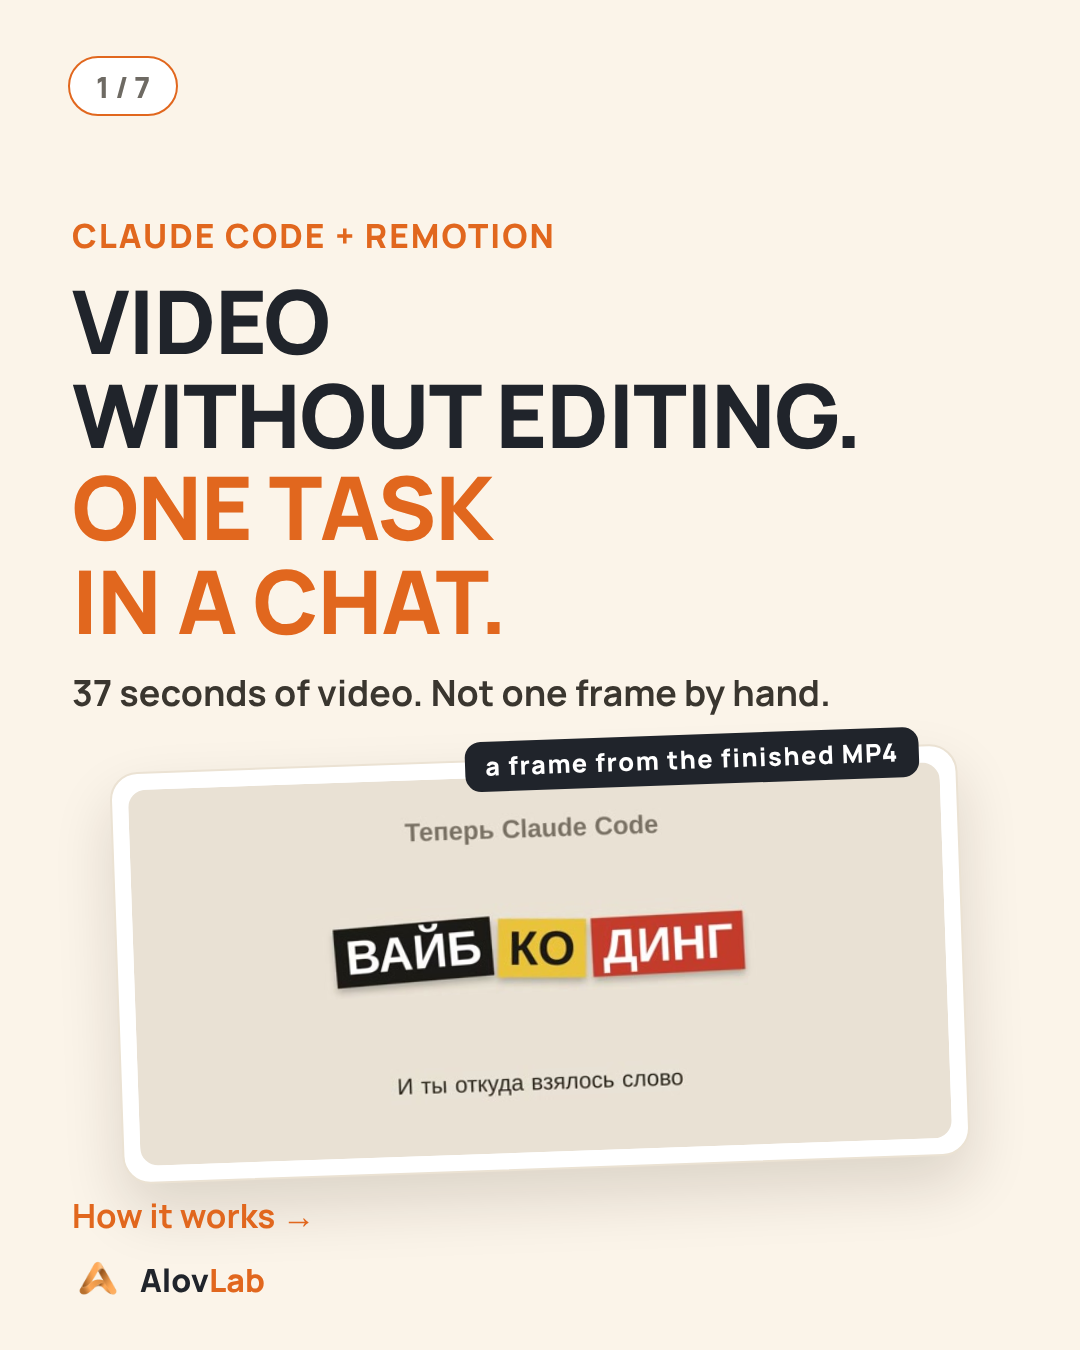 1 / 7
CLAUDE CODE + REMOTION
VIDEO
WITHOUT EDITING.
ONE TASK
IN A CHAT.
37 seconds of video. Not one frame by hand.
a frame from the finished MP4
Теперь Claude Code
ВАЙБ КО ДИНГ
И ты откуда взялось слово
How it works →
AlovLab